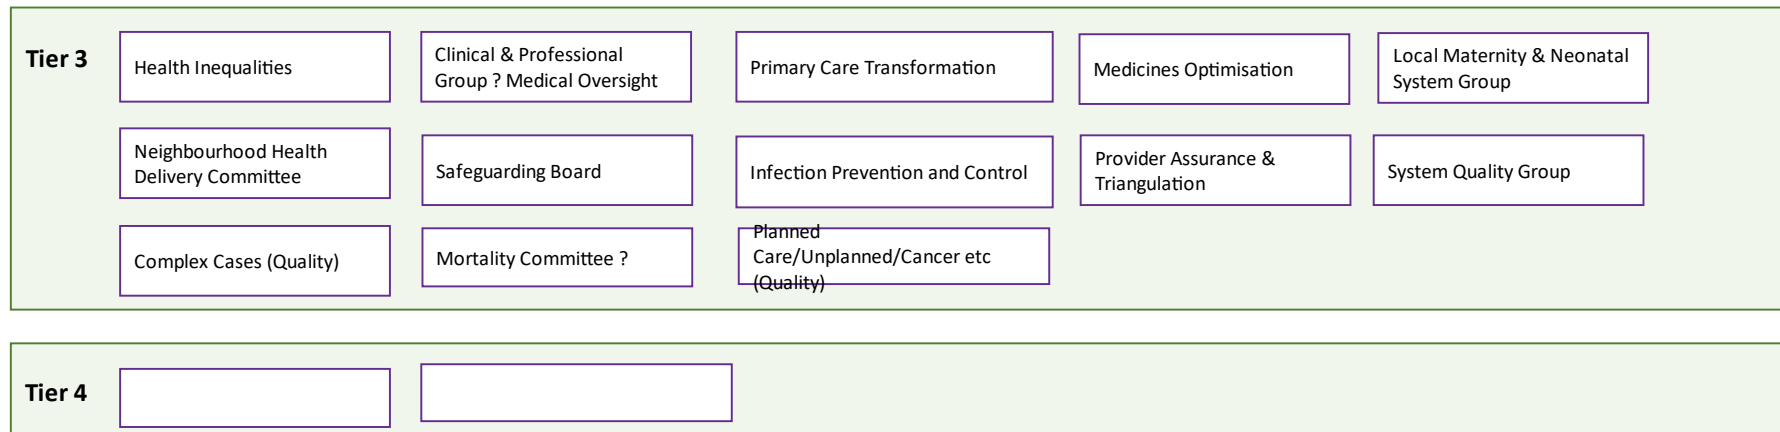 Tier 3
Health Inequalities
Clinical & Professional
Group ? Medical Oversight
Primary Care Transformation
Medicines Optimisation
Local Maternity & Neonatal
System Group
Neighbourhood Health
Delivery Committee
Safeguarding Board
Infection Prevention and Control
Provider Assurance &
Triangulation
System Quality Group
Complex Cases (Quality)
Mortality Committee ?
Planned
Care/Unplanned/Cancer etc
(Quality)
Tier 4